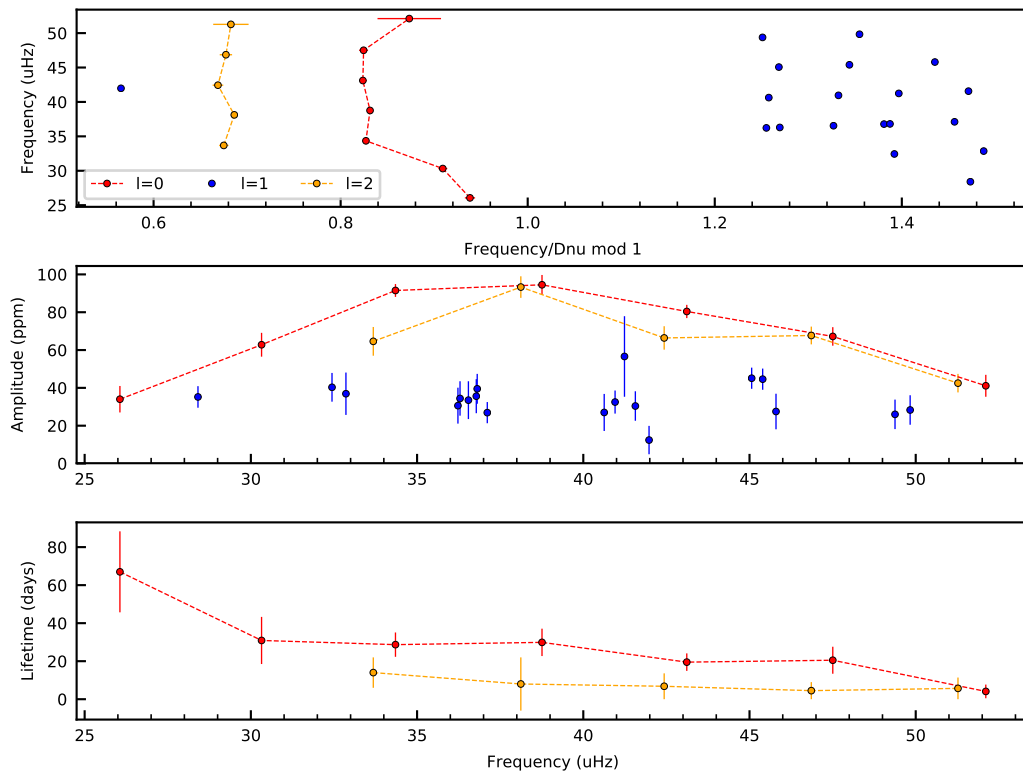 50
45
40
35
30
25
Frequency (uHz)
l=0 l=1 l=2
0.6 0.8 1.0 1.2 1.4
Frequency/Dnu mod 1
100
80
60
40
20
0
Amplitude (ppm)
25 30 35 40 45 50
80
60
40
20
0
Lifetime (days)
25 30 35 40 45 50
Frequency (uHz)